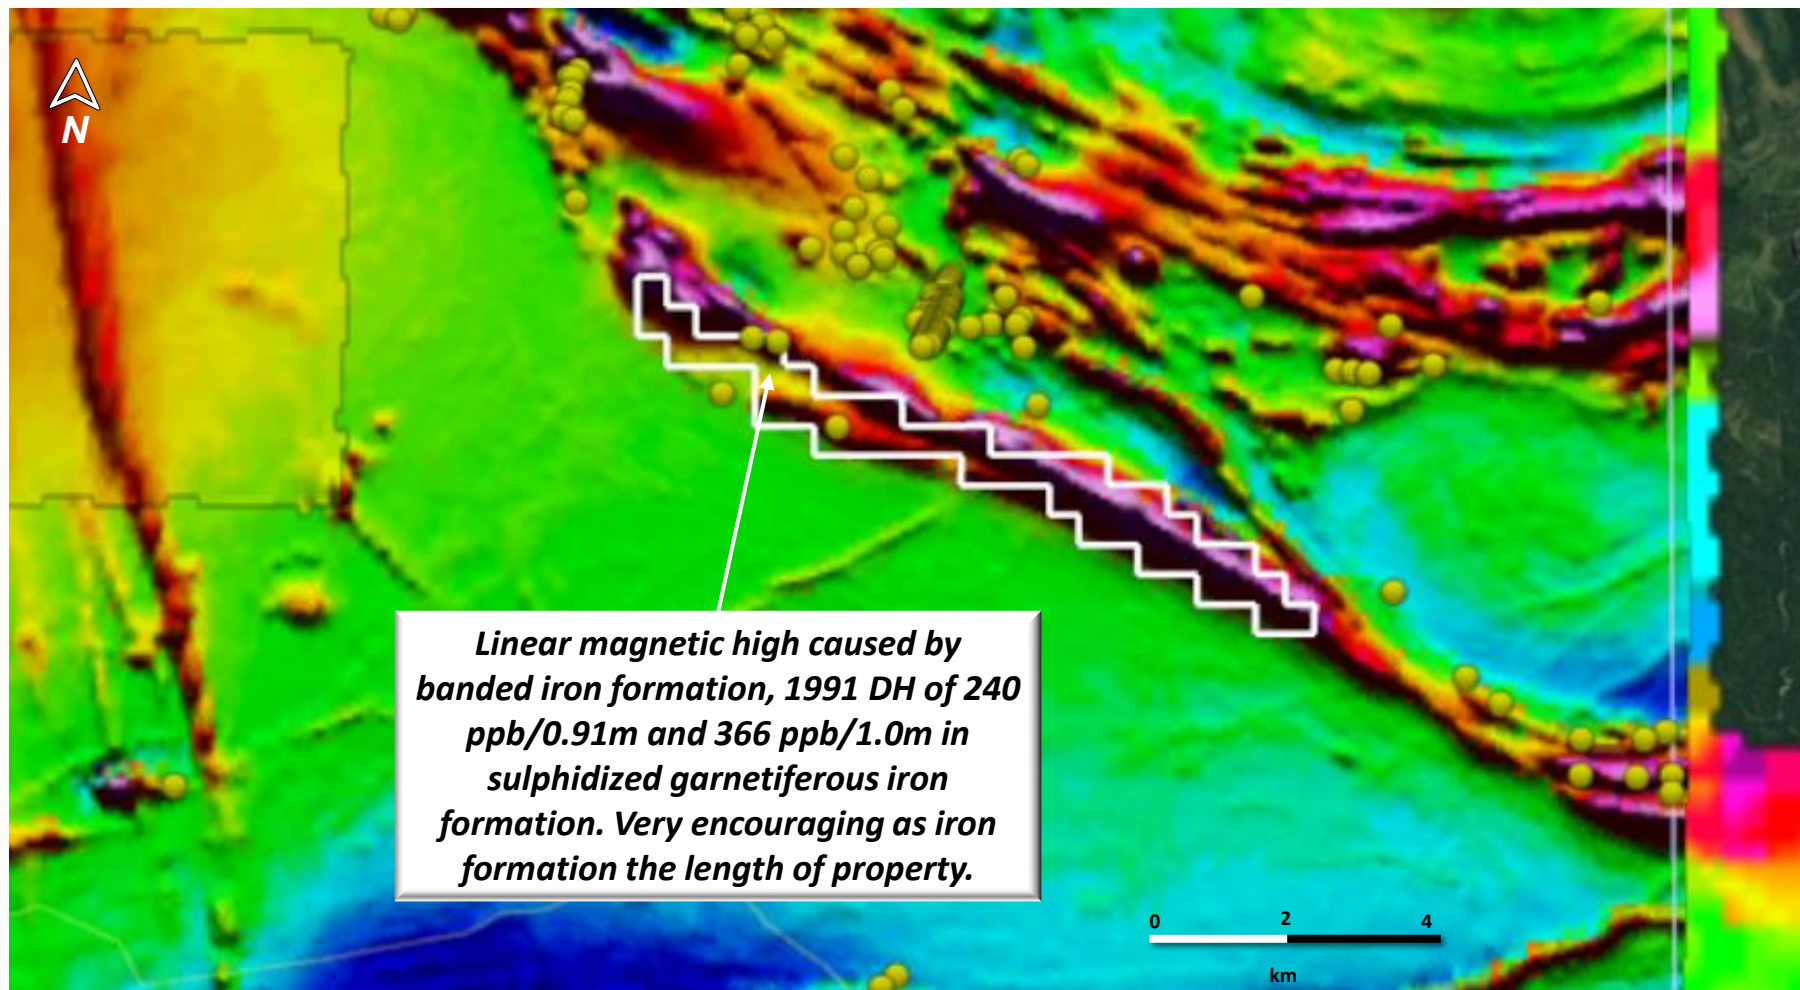 N
Linear magnetic high caused by
banded iron formation, 1991 DH of 240
ppb/0.91m and 366 ppb/1.0m in
sulphidized garnetiferous iron
formation. Very encouraging as iron
formation the length of property.
0 2 4
km